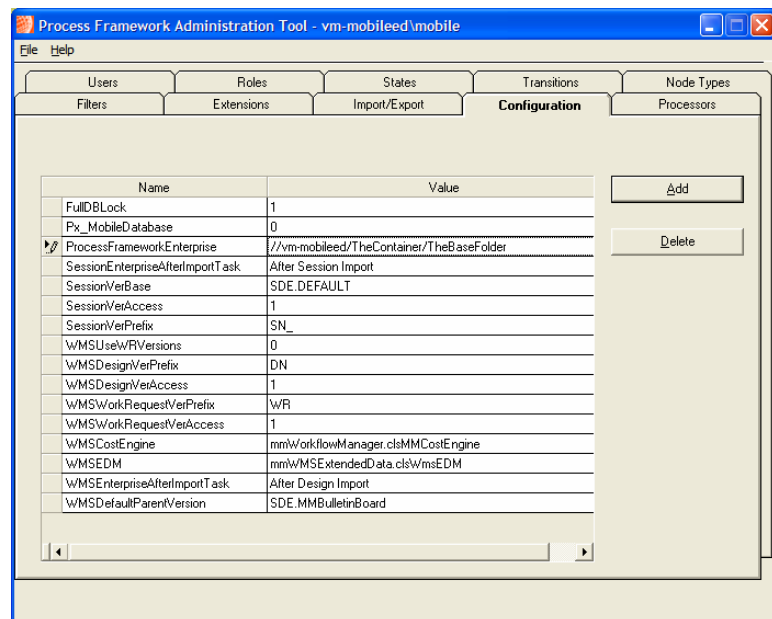 Process Framework Administration Tool - vm-mobileed\mobile
File Help
Users Roles States Transitions Node Types
Filters Extensions Import/Export Configuration Processors
Name Value
FullDBLock 1
Px_MobileDatabase 0
ProcessFrameworkEnterprise //vm-mobileed/TheContainer/TheBaseFolder
SessionEnterpriseAfterImportTask After Session Import
SessionVerBase SDE.DEFAULT
SessionVerAccess 1
SessionVerPrefix SN_
WMSUseWRVersions 0
WMSDesignVerPrefix DN
WMSDesignVerAccess 1
WMSWorkRequestVerPrefix WR
WMSWorkRequestVerAccess 1
WMSCostEngine mmWorkflowManager.clsMMCostEngine
WMSEDM mmWMSExtendedData.clsWmsEDM
WMSEnterpriseAfterImportTask After Design Import
WMSDefaultParentVersion SDE.MMBulletinBoard
Add
Delete